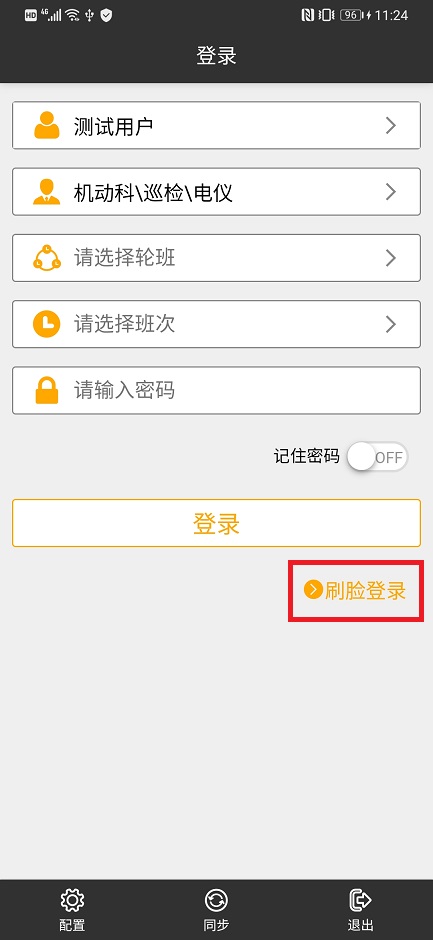 HD 4G 96 11:24
登录
测试用户
机动科\巡检\电仪
请选择轮班
请选择班次
请输入密码
记住密码 OFF
登录
刷脸登录
配置 同步 退出